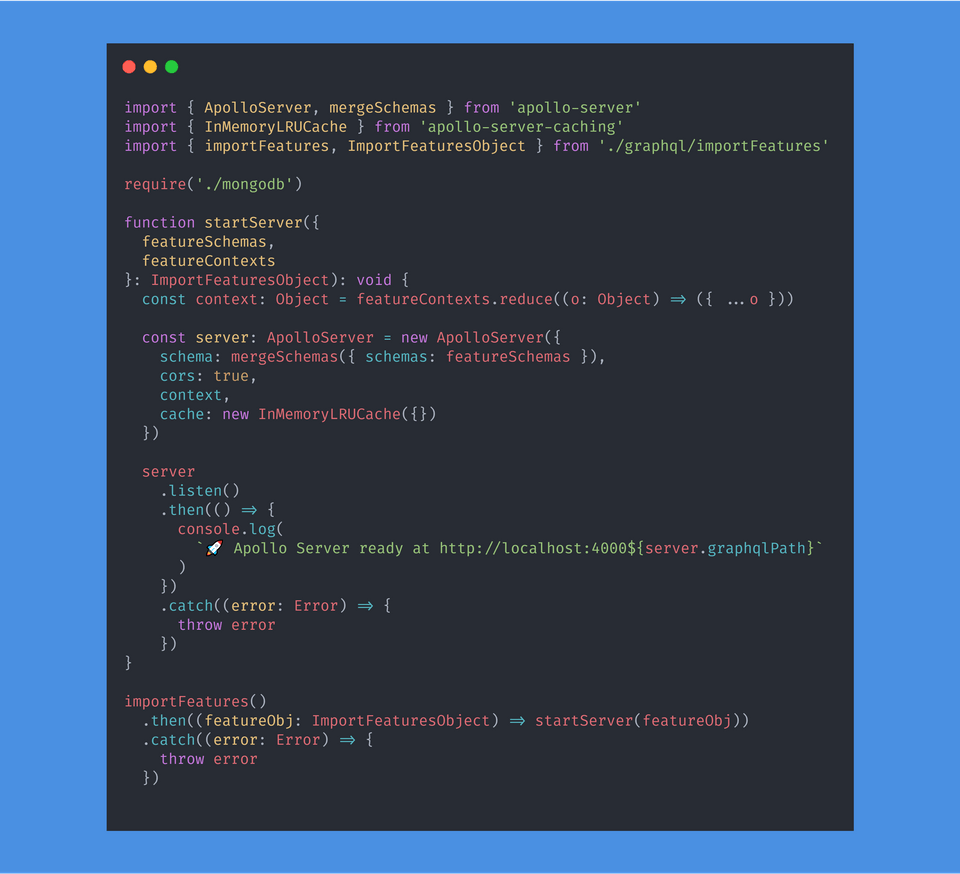 import { ApolloServer, mergeSchemas } from 'apollo-server'
import { InMemoryLRUCache } from 'apollo-server-caching'
import { importFeatures, ImportFeaturesObject } from './graphql/importFeatures'

require('./mongodb')

function startServer({
  featureSchemas,
  featureContexts
}: ImportFeaturesObject): void {
  const context: Object = featureContexts.reduce((o: Object) => ({ ...o }))

  const server: ApolloServer = new ApolloServer({
    schema: mergeSchemas({ schemas: featureSchemas }),
    cors: true,
    context,
    cache: new InMemoryLRUCache({})
  })

  server
    .listen()
    .then(() => {
      console.log(
        `🚀 Apollo Server ready at http://localhost:4000${server.graphqlPath}`
      )
    })
    .catch((error: Error) => {
      throw error
    })
}

importFeatures()
  .then((featureObj: ImportFeaturesObject) => startServer(featureObj))
  .catch((error: Error) => {
    throw error
  })